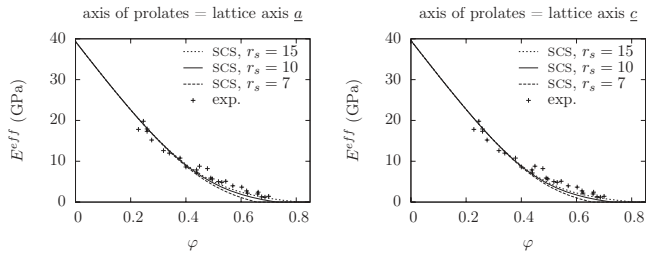 axis of prolates = lattice axis a
E^eff (GPa)
40
30
20
10
0
0
0.2
0.4
0.6
0.8
φ
SCS, r_s = 15
SCS, r_s = 10
SCS, r_s = 7
exp.
axis of prolates = lattice axis c
E^eff (GPa)
40
30
20
10
0
0
0.2
0.4
0.6
0.8
φ
SCS, r_s = 15
SCS, r_s = 10
SCS, r_s = 7
exp.